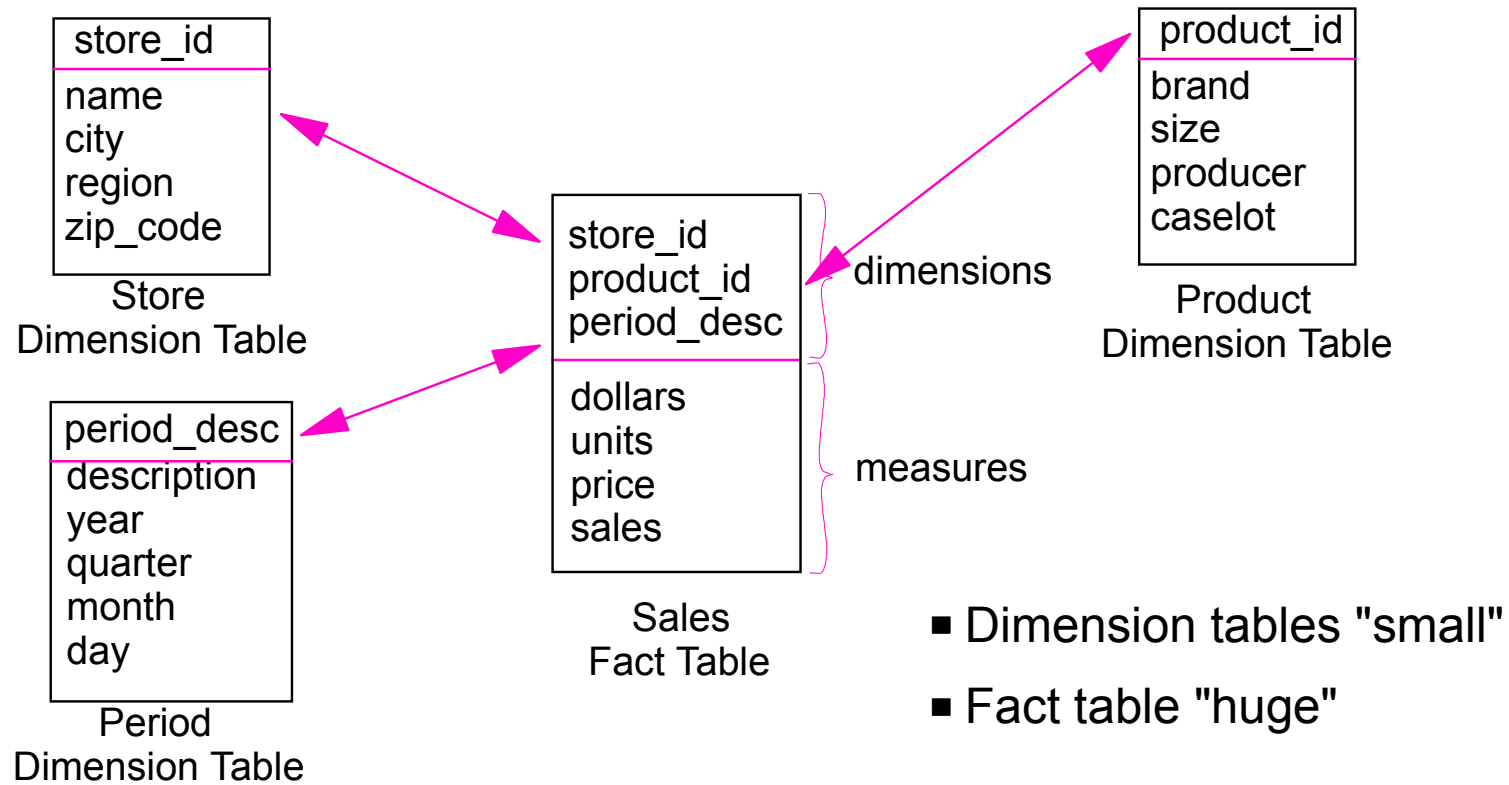 store_id
name
city
region
zip_code
Store
Dimension Table
period_desc
description
year
quarter
month
day
Period
Dimension Table
store_id
product_id
period_desc
dollars
units
price
sales
Sales
Fact Table
dimensions
measures
product_id
brand
size
producer
caselot
Product
Dimension Table
■ Dimension tables "small"
■ Fact table "huge"